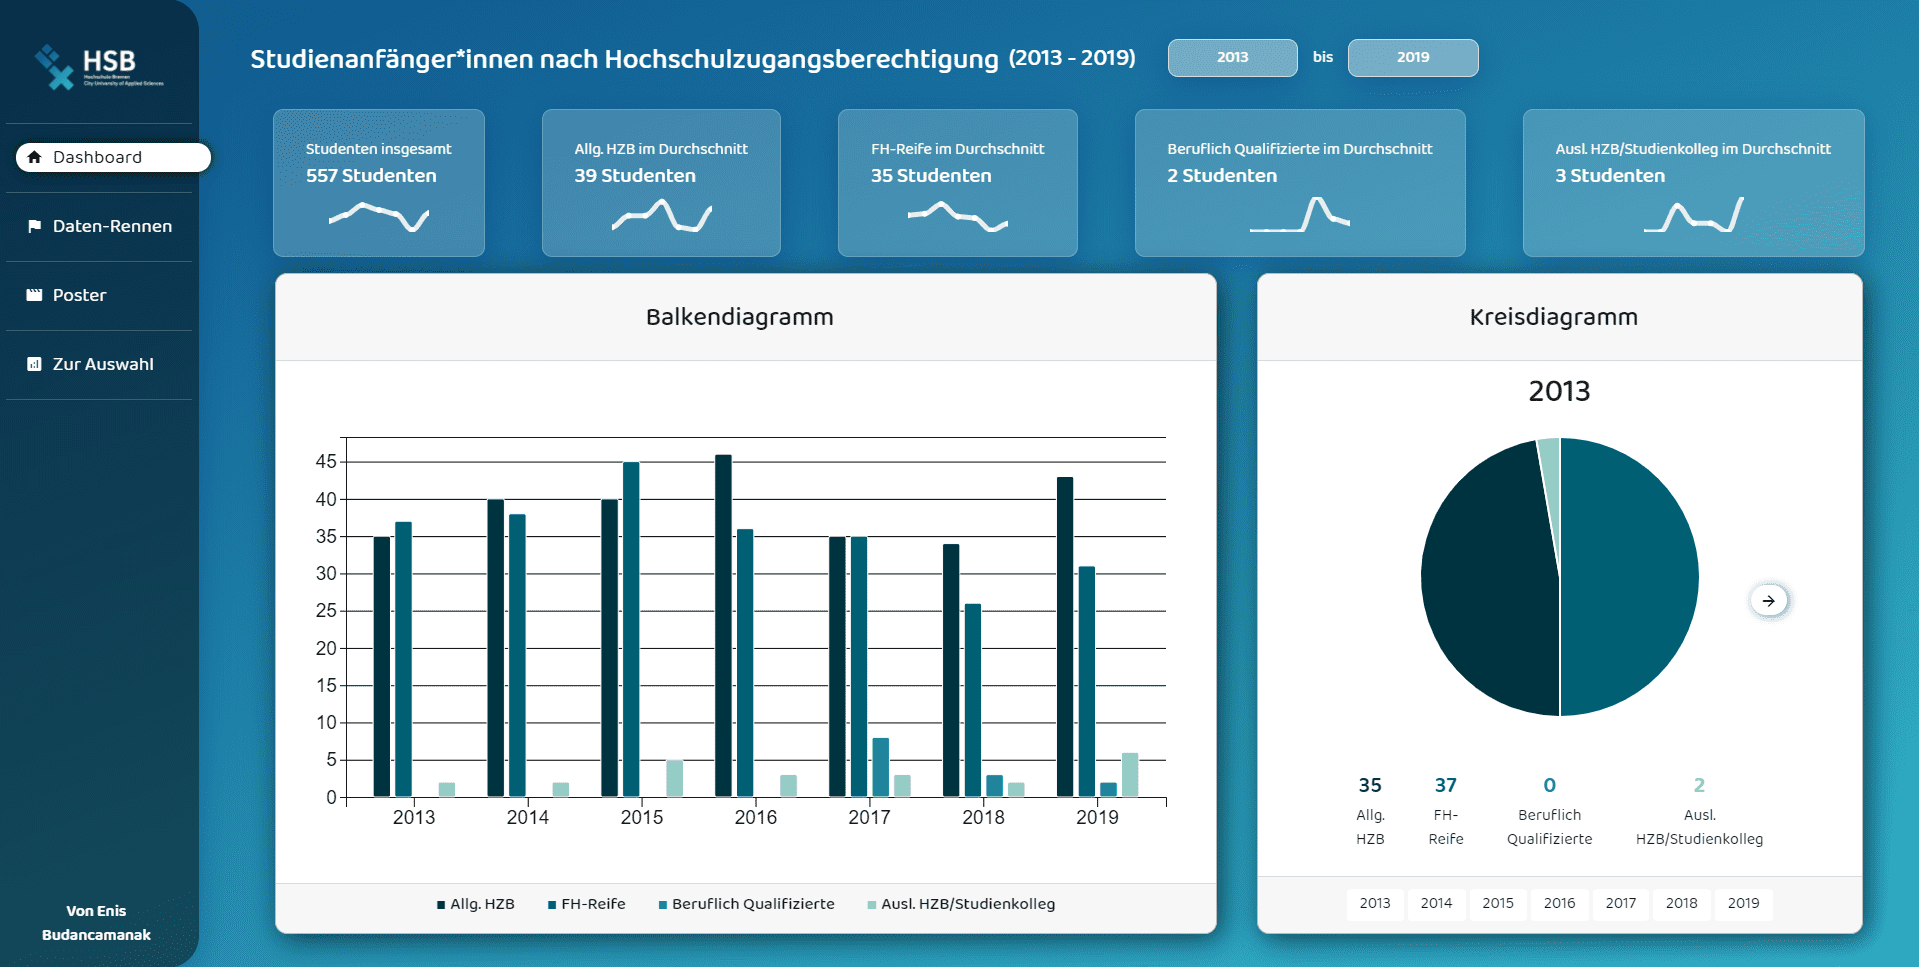 HSB
Hochschule Bremen
City University of Applied Sciences
Dashboard
Daten-Rennen
Poster
Zur Auswahl
Von Enis
Budancamanak
Studienanfänger*innen nach Hochschulzugangsberechtigung (2013 - 2019) 2013 bis 2019
Studenten insgesamt
557 Studenten
Allg. HZB im Durchschnitt
39 Studenten
FH-Reife im Durchschnitt
35 Studenten
Beruflich Qualifizierte im Durchschnitt
2 Studenten
Ausl. HZB/Studienkolleg im Durchschnitt
3 Studenten
Balkendiagramm
45
40
35
30
25
20
15
10
5
0
2013 2014 2015 2016 2017 2018 2019
Allg. HZB FH-Reife Beruflich Qualifizierte Ausl. HZB/Studienkolleg
Kreisdiagramm
2013
35
Allg.
HZB
37
FH-
Reife
0
Beruflich
Qualifizierte
2
Ausl.
HZB/Studienkolleg
2013 2014 2015 2016 2017 2018 2019